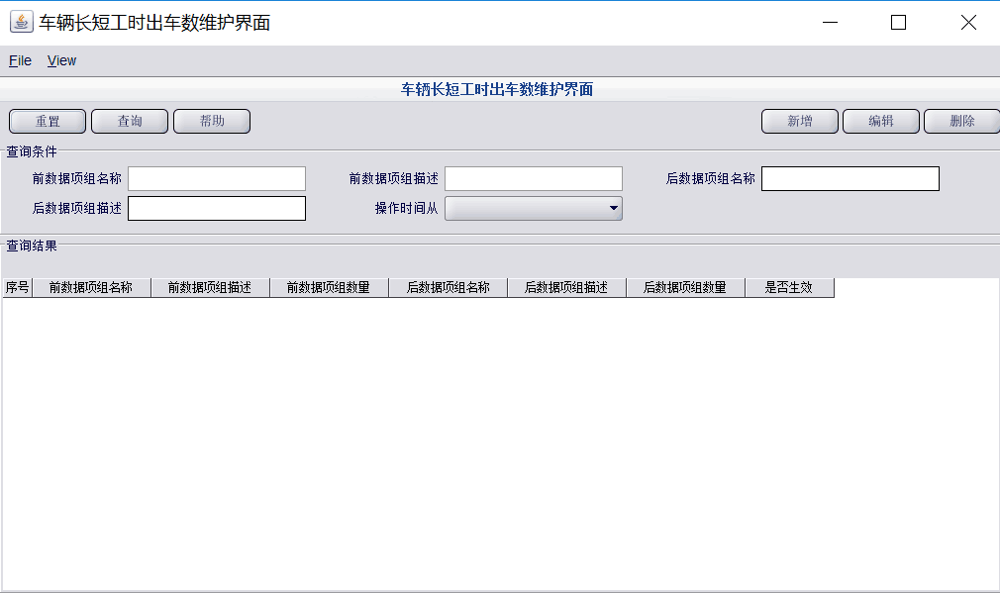 车辆长短工时出车数维护界面
File View
车辆长短工时出车数维护界面
重置 查询 帮助 新增 编辑 删除
查询条件
前数据项组名称 前数据项组描述 后数据项组名称
后数据项组描述 操作时间从
查询结果
序号 前数据项组名称 前数据项组描述 前数据项组数量 后数据项组名称 后数据项组描述 后数据项组数量 是否生效